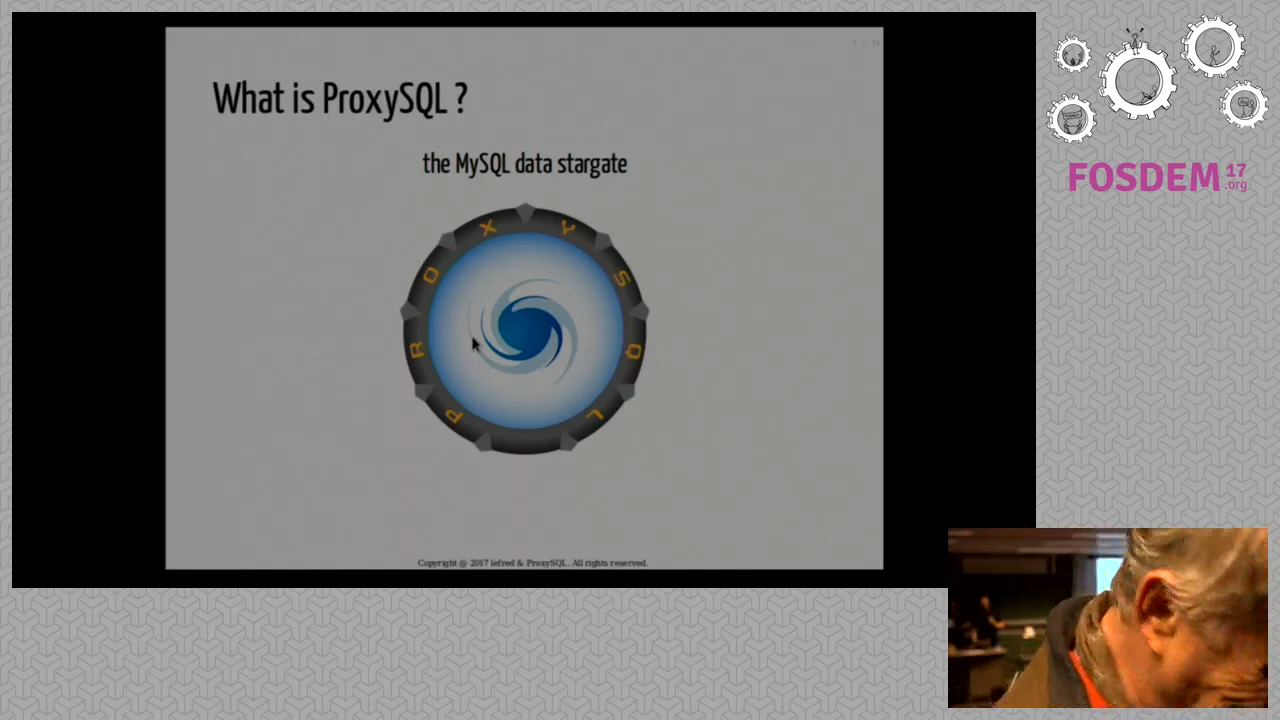 What is ProxySQL ?
the MySQL data stargate
PROXYSQL
Copyright @ 2017 lefred & ProxySQL. All rights reserved.
FOSDEM 17
.org